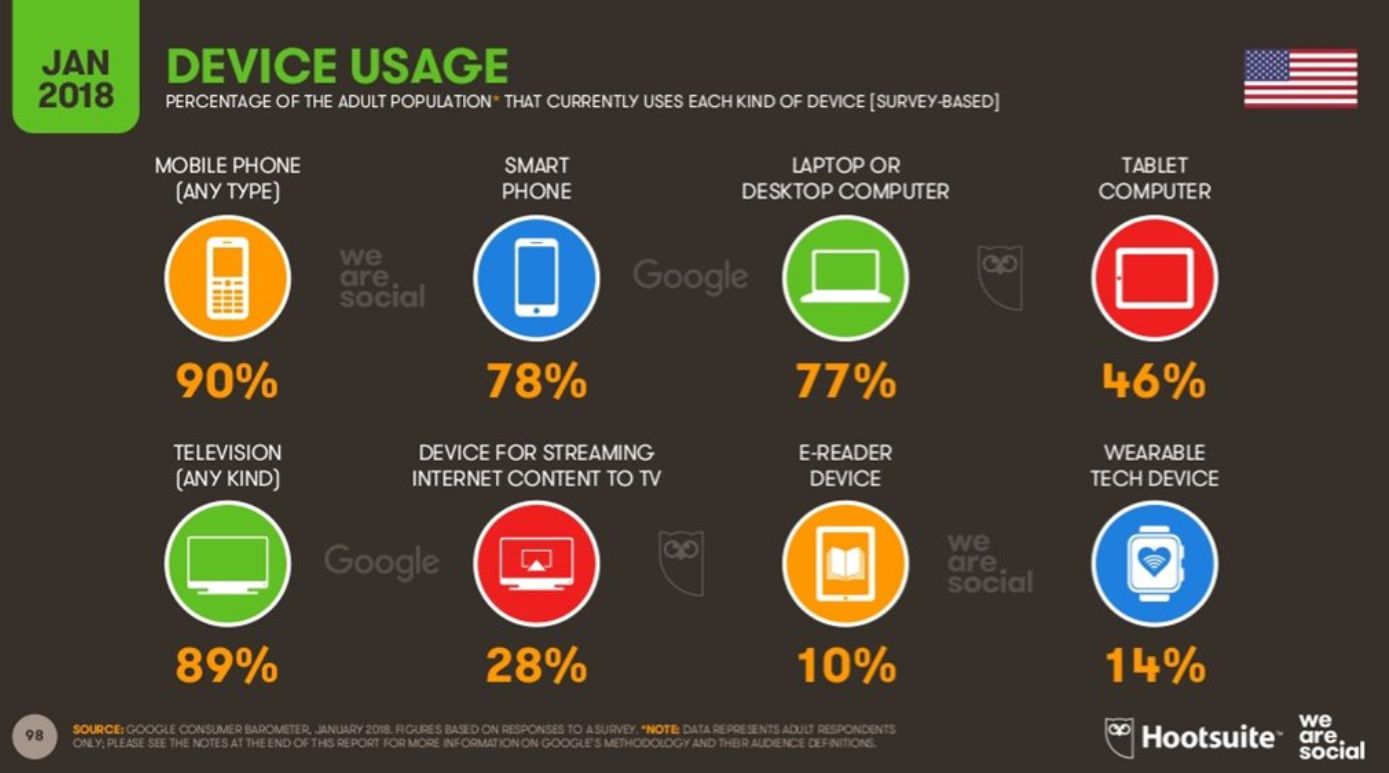 JAN
2018
DEVICE USAGE
PERCENTAGE OF THE ADULT POPULATION* THAT CURRENTLY USES EACH KIND OF DEVICE [SURVEY-BASED]
MOBILE PHONE
(ANY TYPE)
SMART
PHONE
LAPTOP OR
DESKTOP COMPUTER
TABLET
COMPUTER
we
are
social
Google
90%
78%
77%
46%
TELEVISION
(ANY KIND)
DEVICE FOR STREAMING
INTERNET CONTENT TO TV
E-READER
DEVICE
WEARABLE
TECH DEVICE
Google
we
are
social
89%
28%
10%
14%
98
SOURCE: GOOGLE CONSUMER BAROMETER, JANUARY 2018. FIGURES BASED ON RESPONSES TO A SURVEY. *NOTE: DATA REPRESENTS ADULT RESPONDENTS
ONLY; PLEASE SEE THE NOTES AT THE END OF THIS REPORT FOR MORE INFORMATION ON GOOGLE'S METHODOLOGY AND THEIR AUDIENCE DEFINITIONS.
Hootsuite™
we
are
social